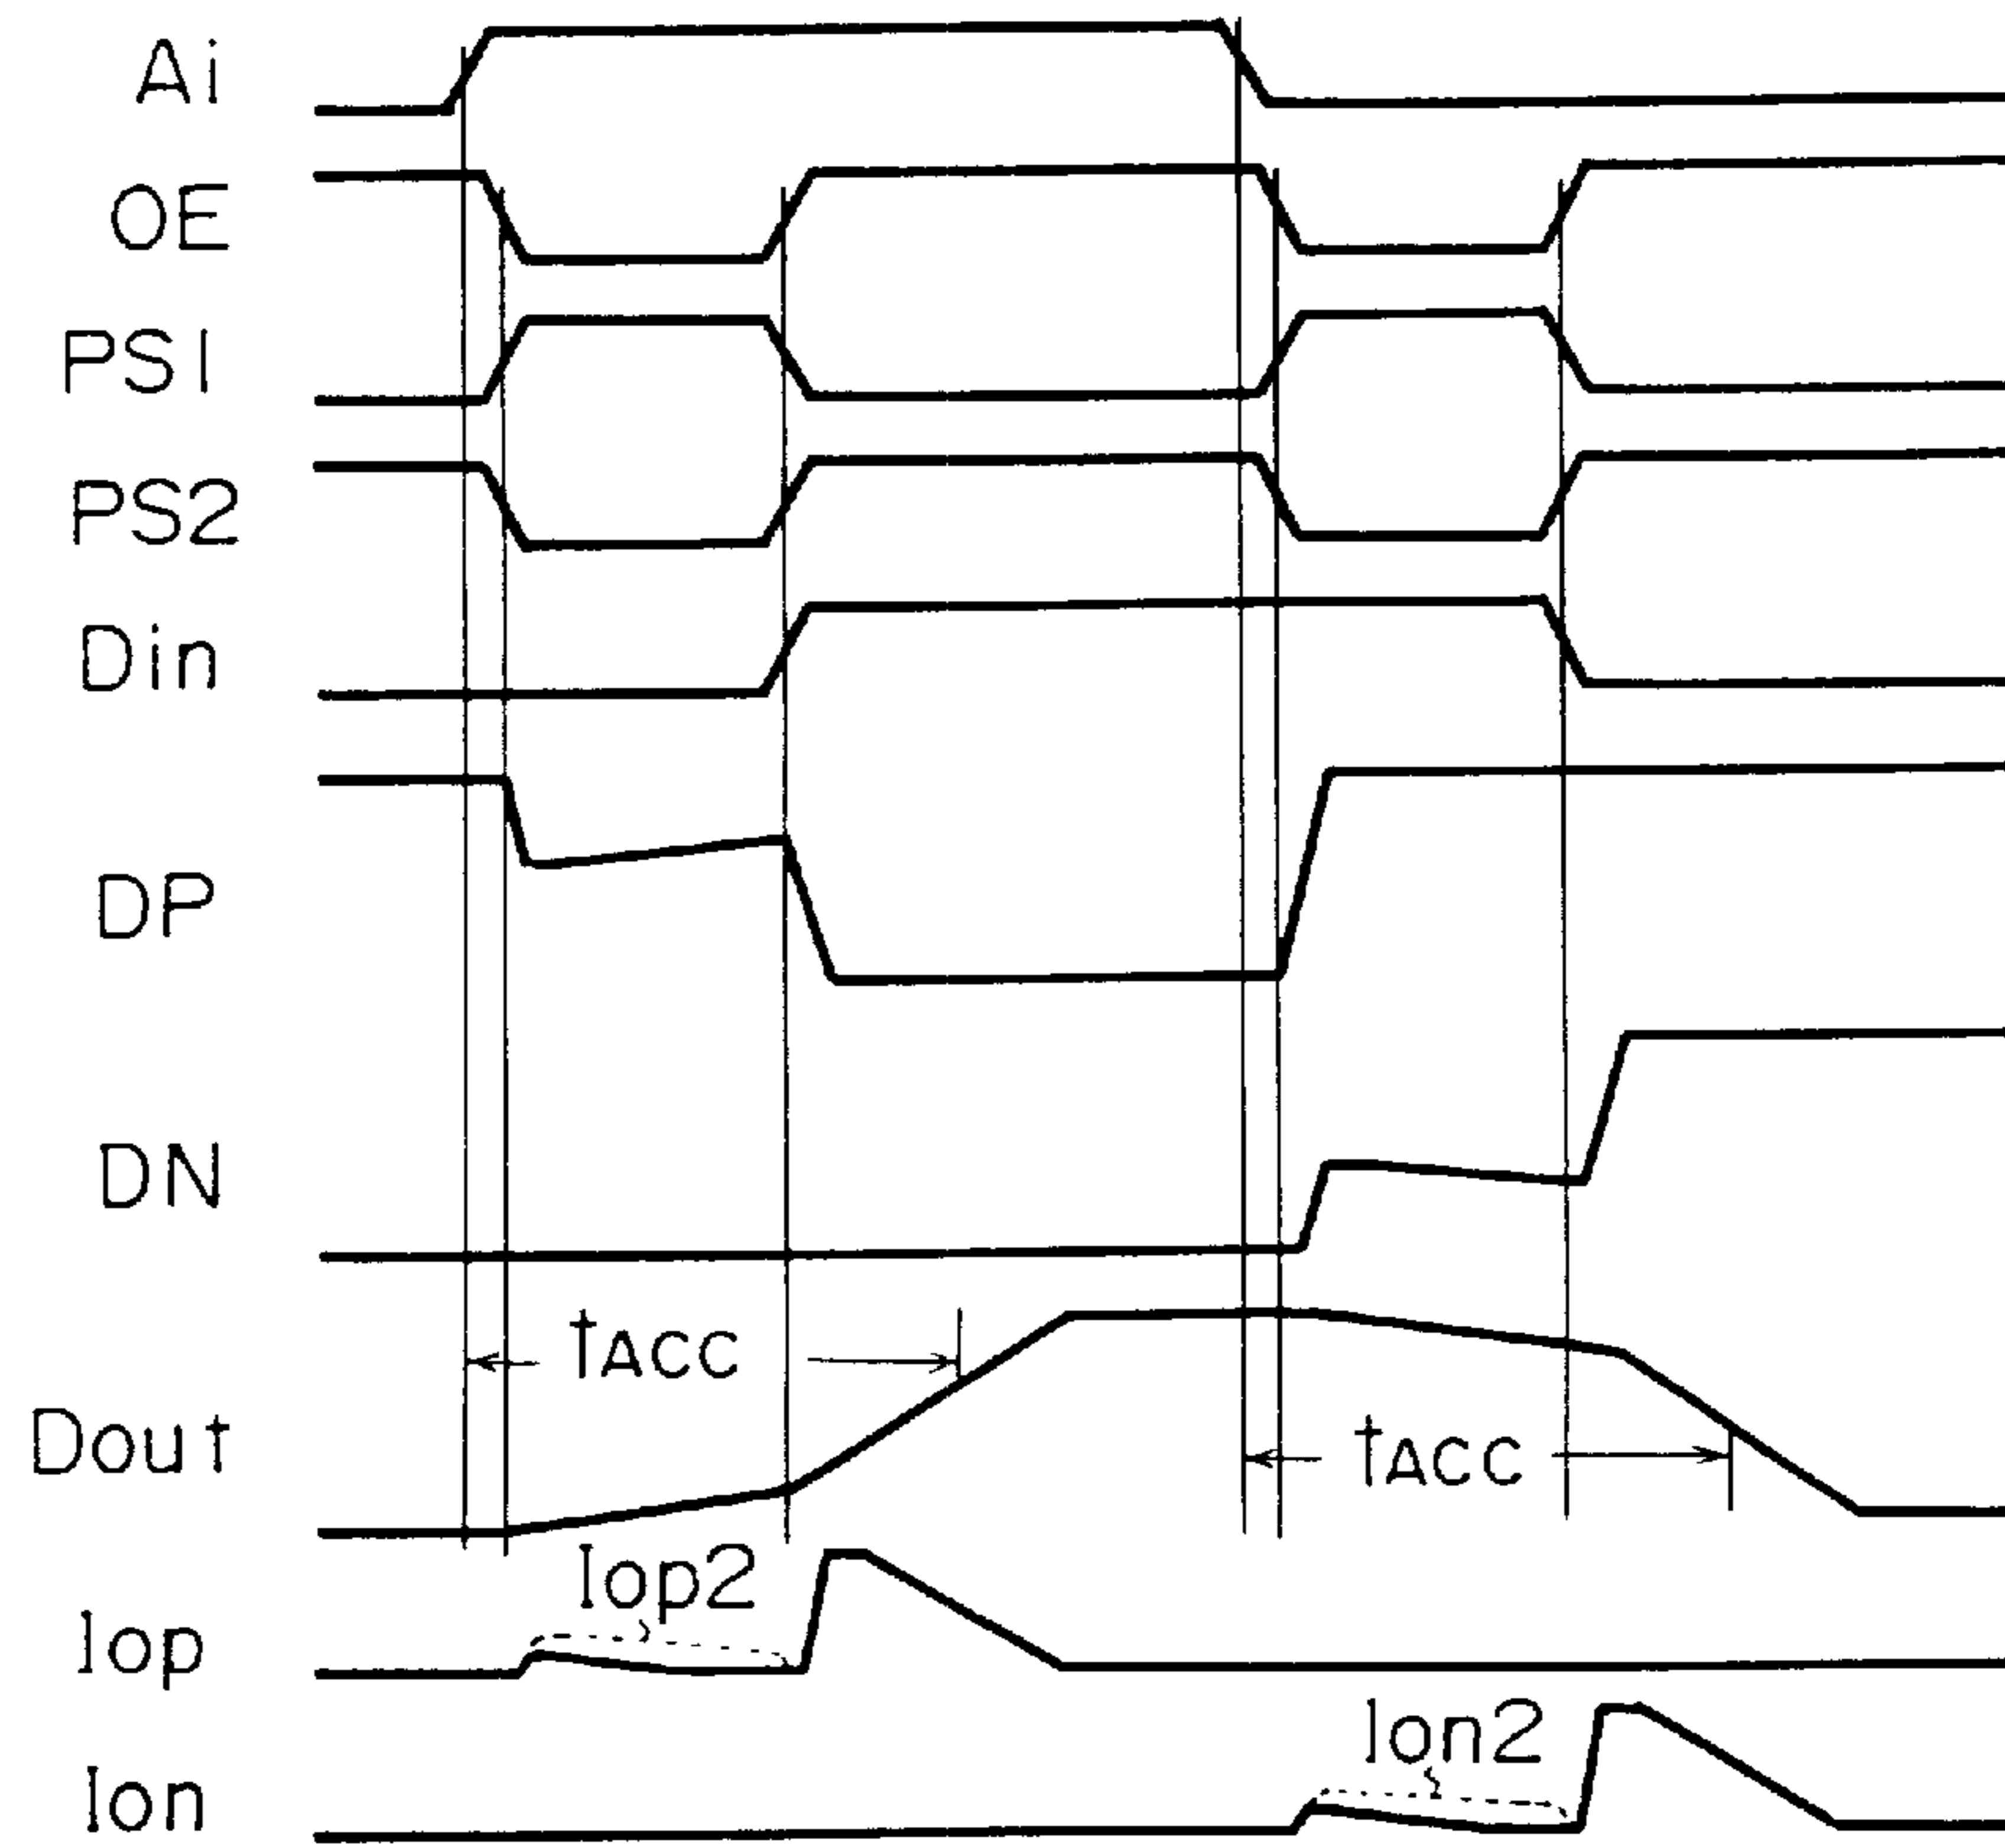 Ai
OE
PS1
PS2
Din
DP
DN
tACC
Dout
tACC
Iop2
Iop
Ion2
Ion